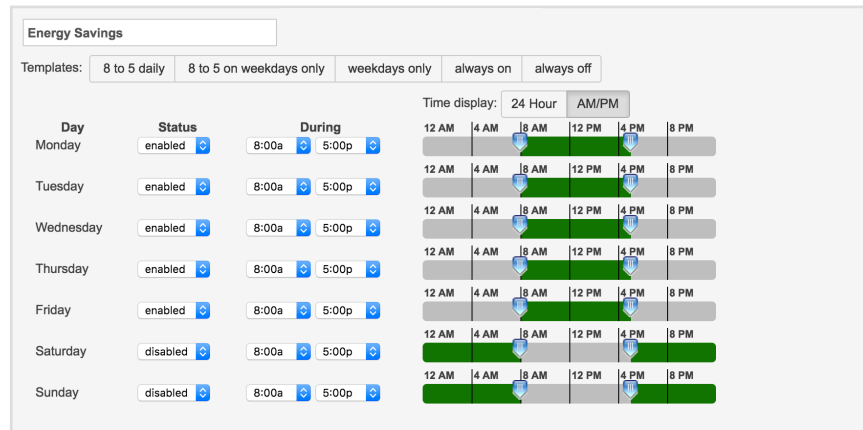 Energy Savings
Templates: 8 to 5 daily 8 to 5 on weekdays only weekdays only always on always off
Time display: 24 Hour AM/PM
Day Status During 12 AM 4 AM 8 AM 12 PM 4 PM 8 PM
Monday enabled 8:00a 5:00p
12 AM 4 AM 8 AM 12 PM 4 PM 8 PM
Tuesday enabled 8:00a 5:00p
12 AM 4 AM 8 AM 12 PM 4 PM 8 PM
Wednesday enabled 8:00a 5:00p
12 AM 4 AM 8 AM 12 PM 4 PM 8 PM
Thursday enabled 8:00a 5:00p
12 AM 4 AM 8 AM 12 PM 4 PM 8 PM
Friday enabled 8:00a 5:00p
12 AM 4 AM 8 AM 12 PM 4 PM 8 PM
Saturday disabled 8:00a 5:00p
12 AM 4 AM 8 AM 12 PM 4 PM 8 PM
Sunday disabled 8:00a 5:00p